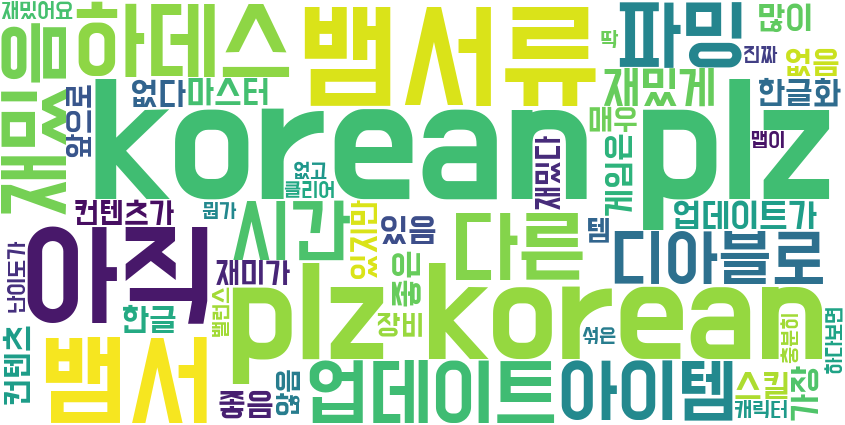 재밌어요
하데스
뱀서류
파밍
많이
딱
진짜
없음
재밌음
없다
마스터
재밌게
한글화
앞으로
korean plz
매우
맵이
없고
클리어
재밌다
게임은
컨텐츠가
뭔가
시간
있지만
있음
다른
템
업데이트가
아직
재미가
디아블로
난이도가
한글
밸런스
plz korean
좋은
장비
섞은
충분히
하다보면
컨텐츠
뱀서
좋음
않음
업데이트
아이템
스킬
캐릭터
가장